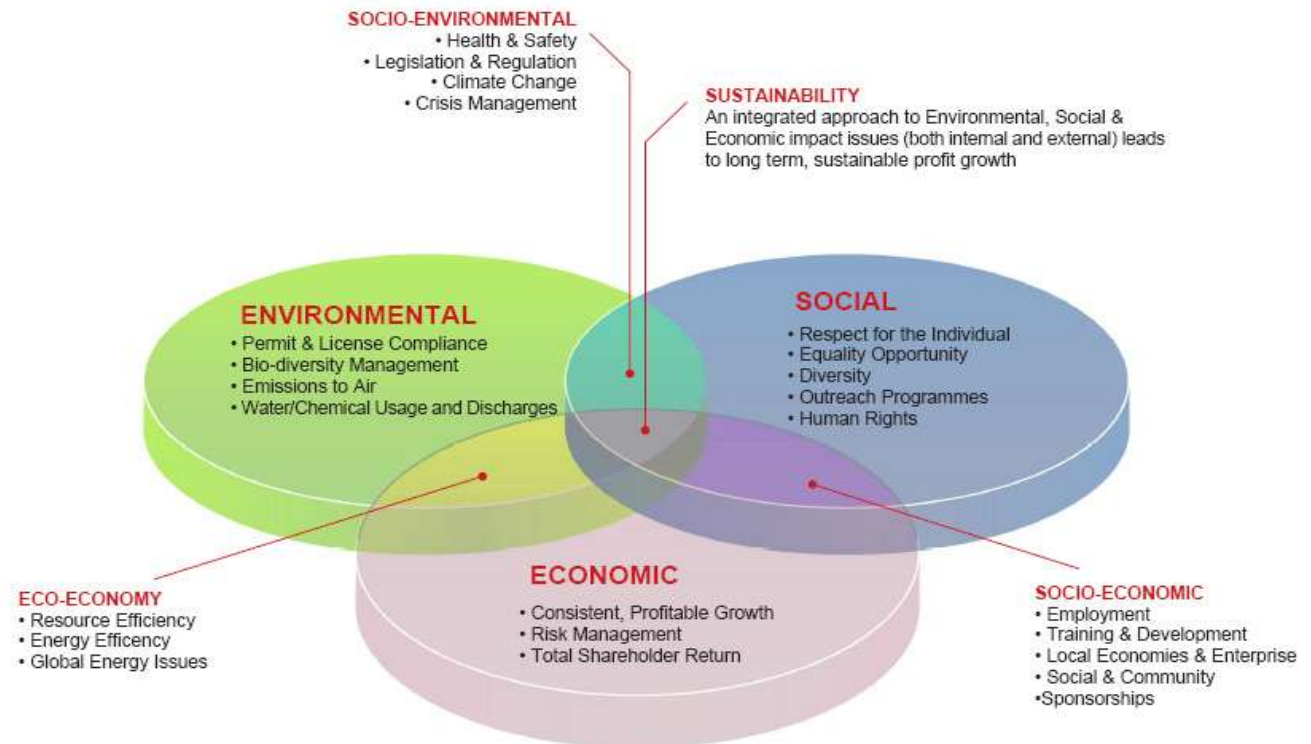 SOCIO-ENVIRONMENTAL
• Health & Safety
• Legislation & Regulation
• Climate Change
• Crisis Management
SUSTAINABILITY
An integrated approach to Environmental, Social &
Economic impact issues (both internal and external) leads
to long term, sustainable profit growth
ENVIRONMENTAL
• Permit & License Compliance
• Bio-diversity Management
• Emissions to Air
• Water/Chemical Usage and Discharges
SOCIAL
• Respect for the Individual
• Equality Opportunity
• Diversity
• Outreach Programmes
• Human Rights
ECO-ECONOMY
• Resource Efficiency
• Energy Efficency
• Global Energy Issues
ECONOMIC
• Consistent, Profitable Growth
• Risk Management
• Total Shareholder Return
SOCIO-ECONOMIC
• Employment
• Training & Development
• Local Economies & Enterprise
• Social & Community
•Sponsorships